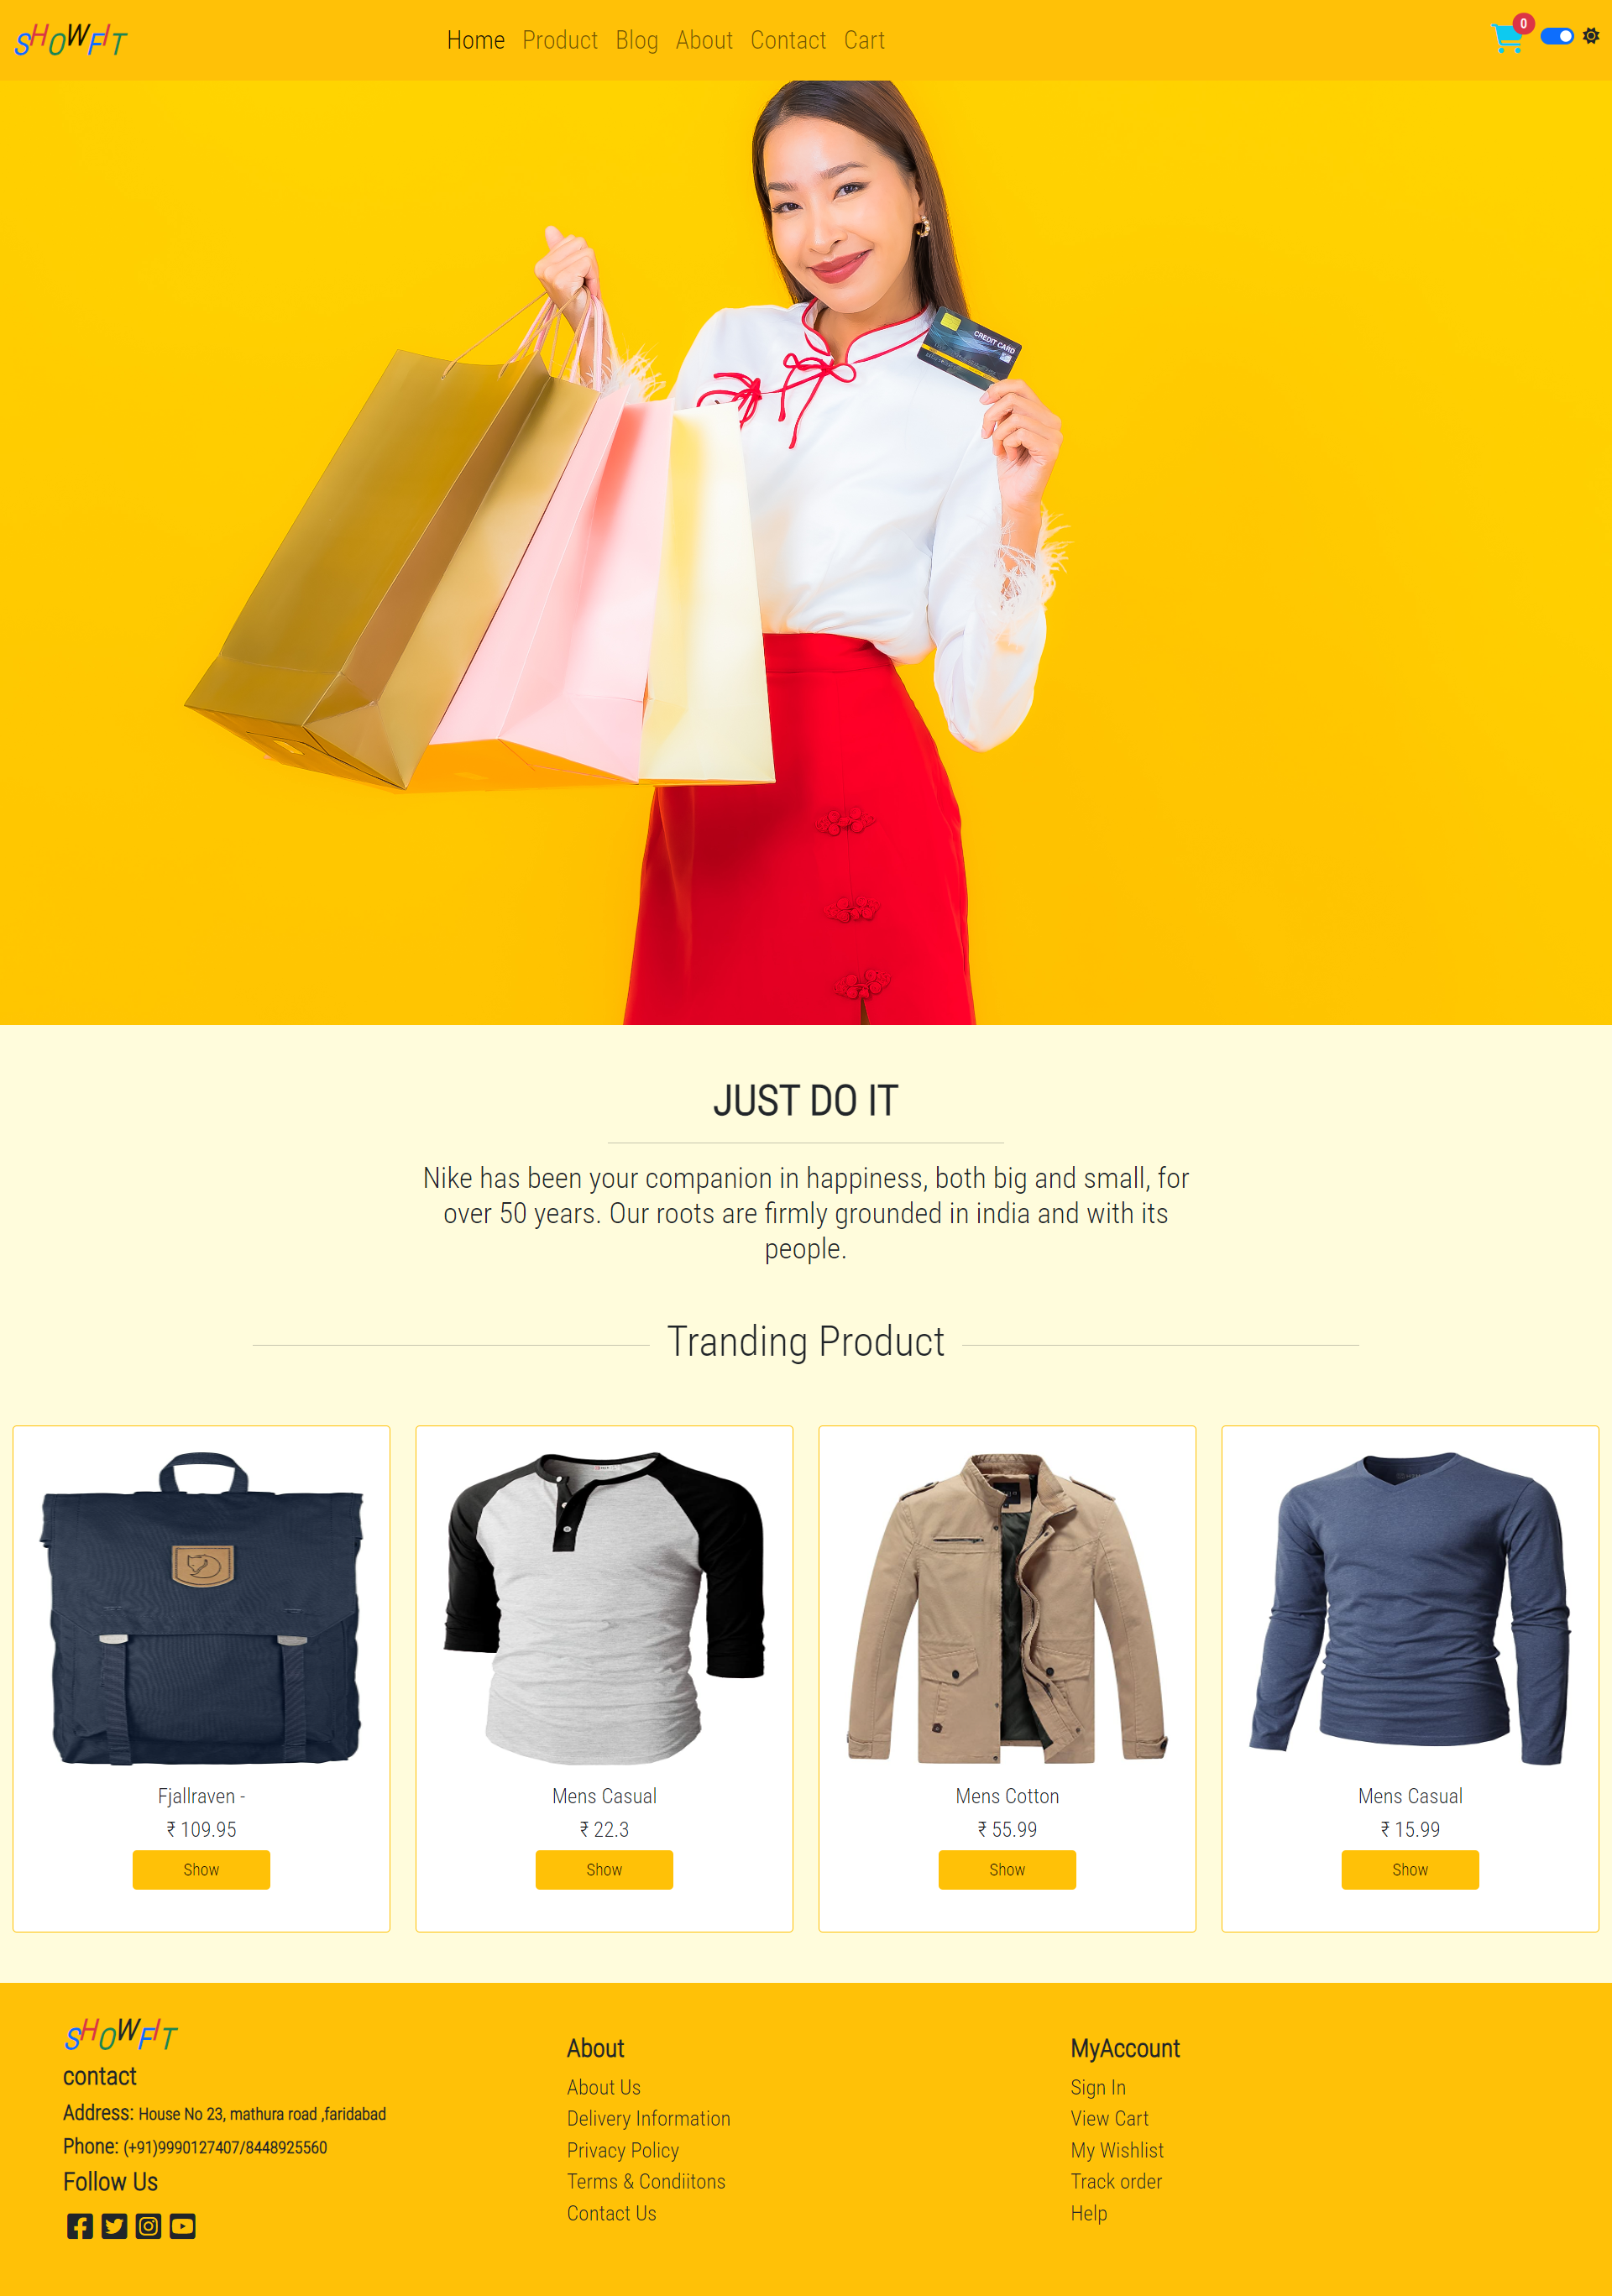 SHOWFIT
Home Product Blog About Contact Cart
0
CREDIT CARD
JUST DO IT
Nike has been your companion in happiness, both big and small, for
over 50 years. Our roots are firmly grounded in india and with its
people.
Tranding Product
Fjallraven -
₹ 109.95
Show
Mens Casual
₹ 22.3
Show
Mens Cotton
₹ 55.99
Show
Mens Casual
₹ 15.99
Show
SHOWFIT
contact
Address: House No 23, mathura road ,faridabad
Phone: (+91)9990127407/8448925560
Follow Us
About
About Us
Delivery Information
Privacy Policy
Terms & Condiitons
Contact Us
MyAccount
Sign In
View Cart
My Wishlist
Track order
Help